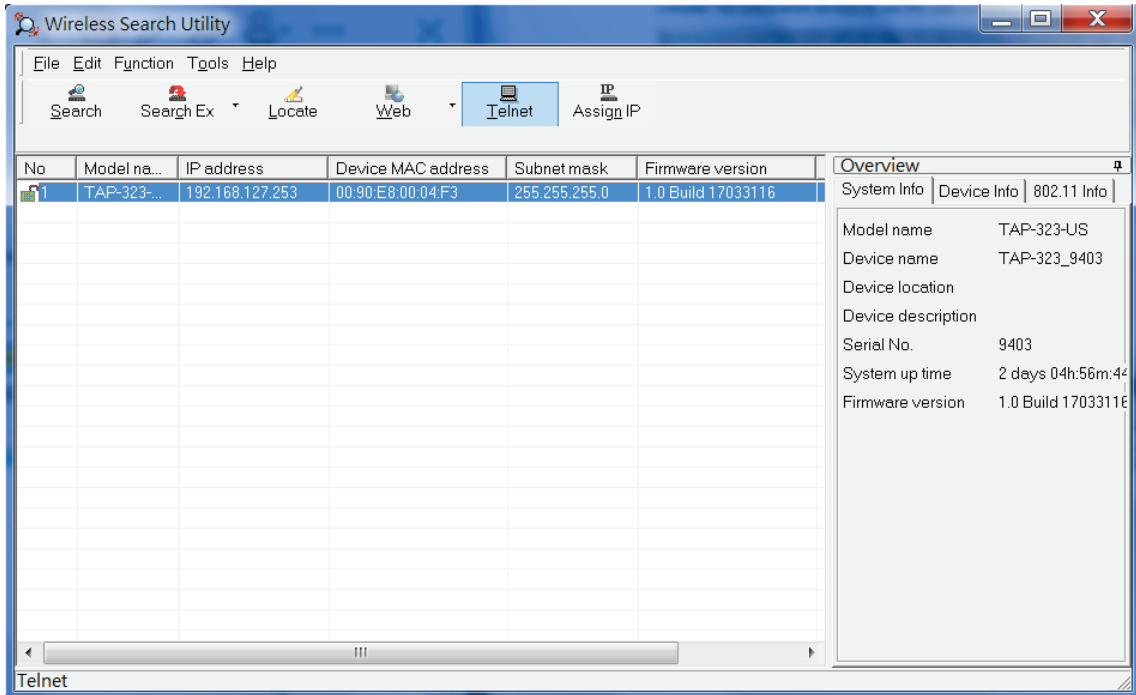 Wireless Search Utility
File Edit Function Tools Help
Search Search Ex Locate Web Telnet IP Assign IP
No Model na... IP address Device MAC address Subnet mask Firmware version
1 TAP-323-... 192.168.127.253 00:90:E8:00:04:F3 255.255.255.0 1.0 Build 17033116
Overview
System Info Device Info 802.11 Info
Model name TAP-323-US
Device name TAP-323_9403
Device location
Device description
Serial No. 9403
System up time 2 days 04h:56m:44
Firmware version 1.0 Build 17033116
Telnet